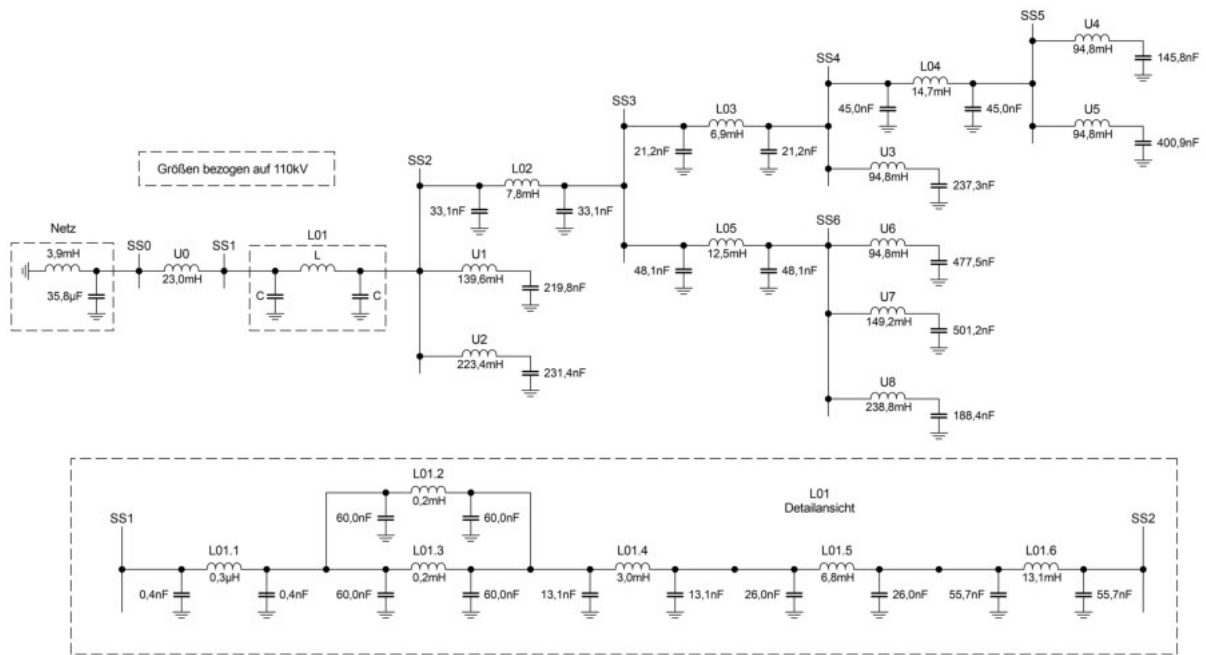 SS5
U4
94,8mH
145,8nF
SS4
L04
14,7mH
45,0nF
45,0nF
U5
94,8mH
400,9nF
SS3
L03
6,9mH
21,2nF
21,2nF
U3
94,8mH
237,3nF
Größen bezogen auf 110kV
SS2
L02
7,8mH
33,1nF
33,1nF
L05
12,5mH
48,1nF
48,1nF
SS6
U6
94,8mH
477,5nF
Netz
3,9mH
35,8µF
SS0
U0
23,0mH
SS1
L01
L
C
C
U1
139,6mH
219,8nF
U7
149,2mH
501,2nF
U2
223,4mH
231,4nF
U8
238,8mH
188,4nF
L01
Detailansicht
SS1
L01.1
0,3µH
0,4nF
0,4nF
L01.2
0,2mH
60,0nF
60,0nF
L01.3
0,2mH
60,0nF
60,0nF
L01.4
3,0mH
13,1nF
13,1nF
L01.5
6,8mH
26,0nF
26,0nF
L01.6
13,1mH
55,7nF
55,7nF
SS2